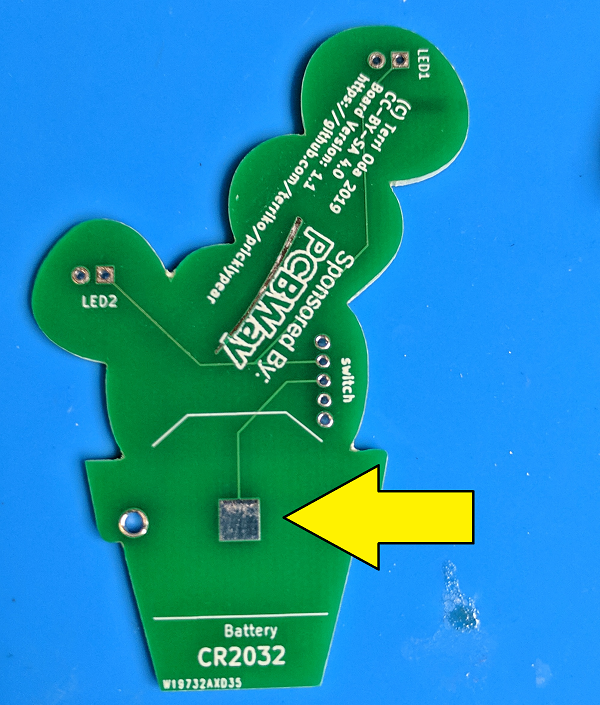 LED1
(C) Terri Oda 2019
CC-BY-SA 4.0
Board Version: 1.1
https://github.com/terriko/pricklypear
Sponsored By:
PCBWay
LED2
switch
Battery
CR2032
W19732AXD35